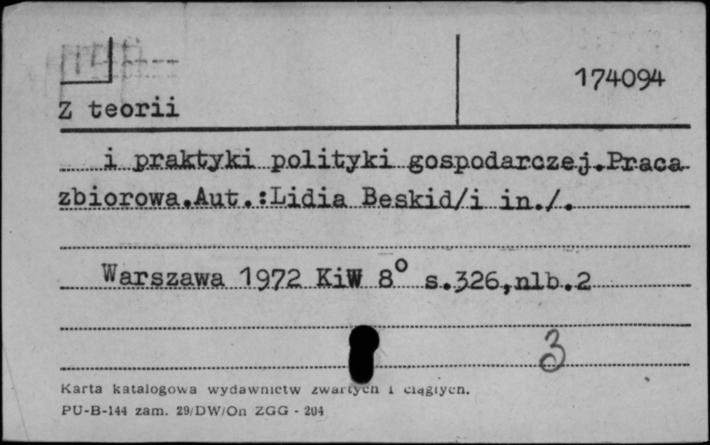 174094
Z teorii
i praktyki polityki gospodarczej.Praca
zbiorowa.Aut.:Lidia Beskid/i in./.
Warszawa 1972 KiW 8° s.326,nlb.2
3
Karta katalogowa wydawnictw zwartych i ciągłych.
PU-B-144 zam. 29/DW/On ZGG - 204